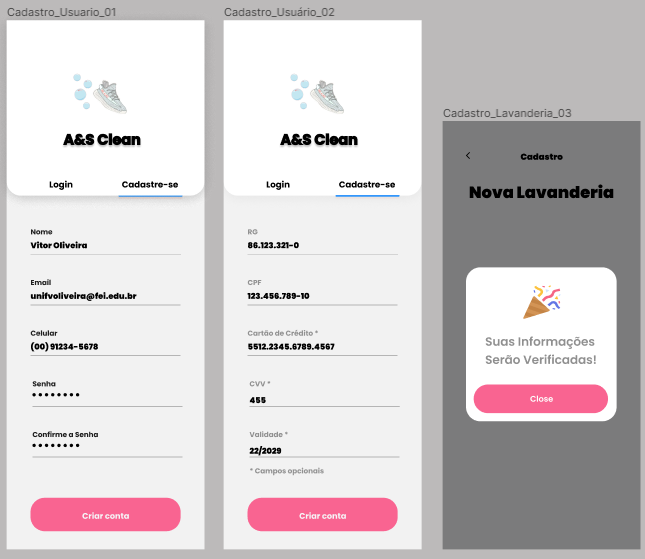 Cadastro_Usuario_01
A&S Clean
Login
Cadastre-se
Nome
Vitor Oliveira
Email
unifvoliveira@fei.edu.br
Celular
(00) 91234-5678
Senha
Confirme a Senha
Criar conta
Cadastro_Usuário_02
A&S Clean
Login
Cadastre-se
RG
86.123.321-0
CPF
123.456.789-10
Cartão de Crédito *
5512.2345.6789.4567
CVV *
455
Validade *
22/2029
* Campos opcionais
Criar conta
Cadastro_Lavanderia_03
Cadastro
Nova Lavanderia
Suas Informações
Serão Verificadas!
Close